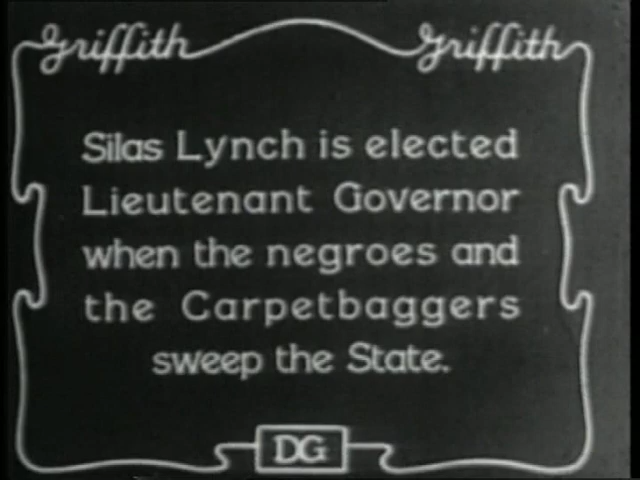 Griffith Griffith
Silas Lynch is elected
Lieutenant Governor
when the negroes and
the Carpetbaggers
sweep the State.
DG